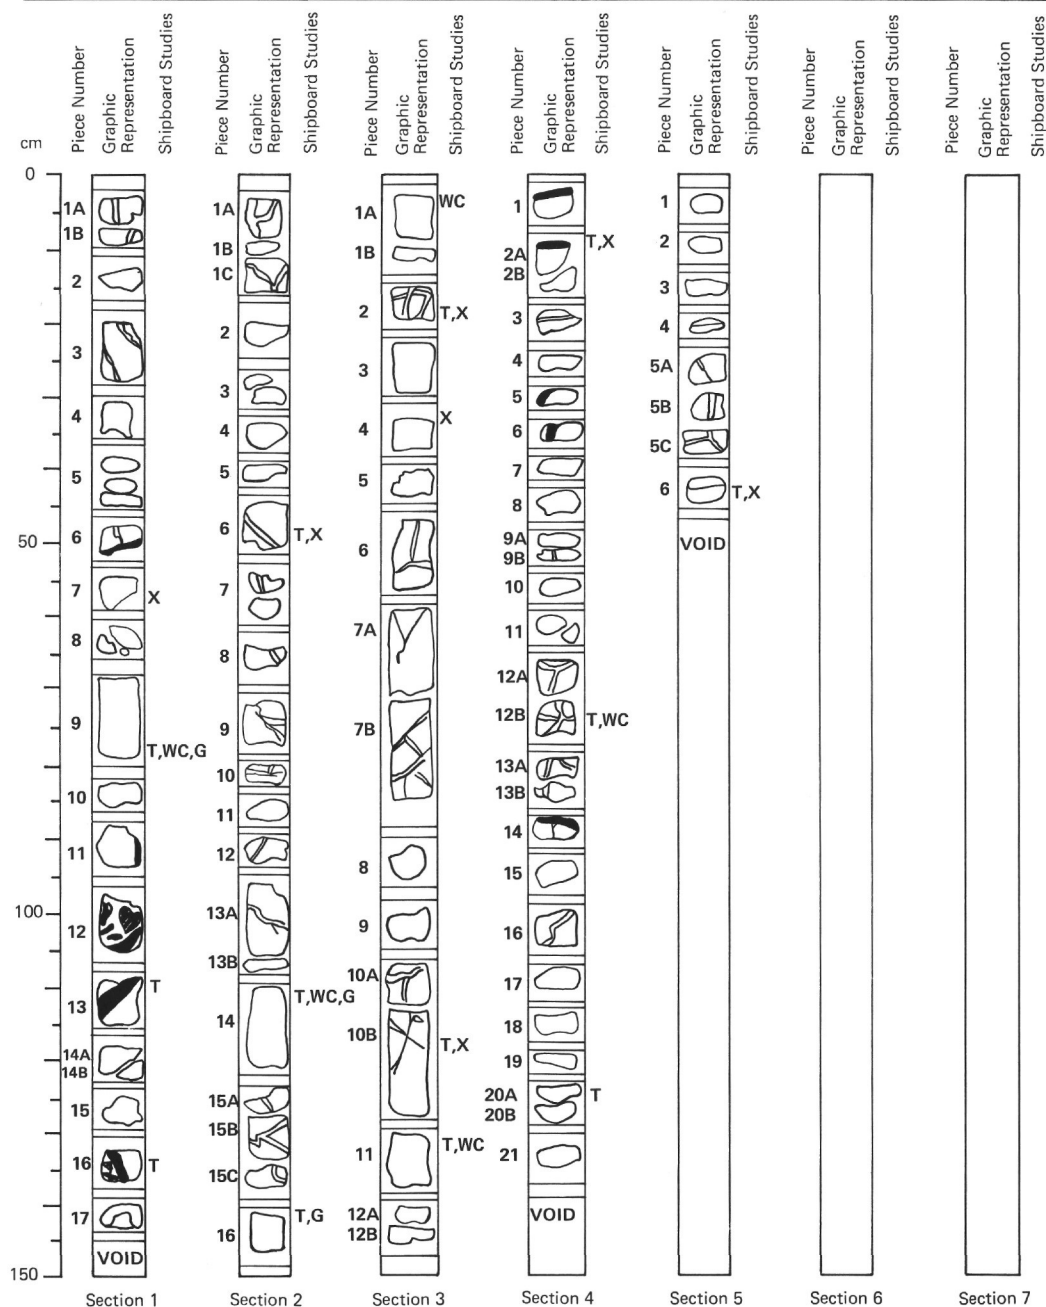 cm
Piece Number
Graphic
Representation
Shipboard Studies
Piece Number
Graphic
Representation
Shipboard Studies
Piece Number
Graphic
Representation
Shipboard Studies
Piece Number
Graphic
Representation
Shipboard Studies
Piece Number
Graphic
Representation
Shipboard Studies
Piece Number
Graphic
Representation
Shipboard Studies
Piece Number
Graphic
Representation
Shipboard Studies
0
50
100
150
1A
1B
2
3
4
5
6
7
X
8
9
T,WC,G
10
11
12
T
13
14A
14B
15
16
T
17
VOID
Section 1
1A
1B
1C
2
3
4
5
6
T,X
7
8
9
10
11
12
13A
13B
T,WC,G
14
15A
15B
15C
T,G
16
Section 2
WC
1A
1B
2
T,X
3
X
4
5
6
7A
7B
8
9
10A
10B
T,X
T,WC
11
12A
12B
Section 3
1
T,X
2A
2B
3
4
5
6
7
8
9A
9B
10
11
12A
12B
T,WC
13A
13B
14
15
16
17
18
19
20A
T
20B
21
VOID
Section 4
1
2
3
4
5A
5B
5C
6
T,X
VOID
Section 5
Section 6
Section 7